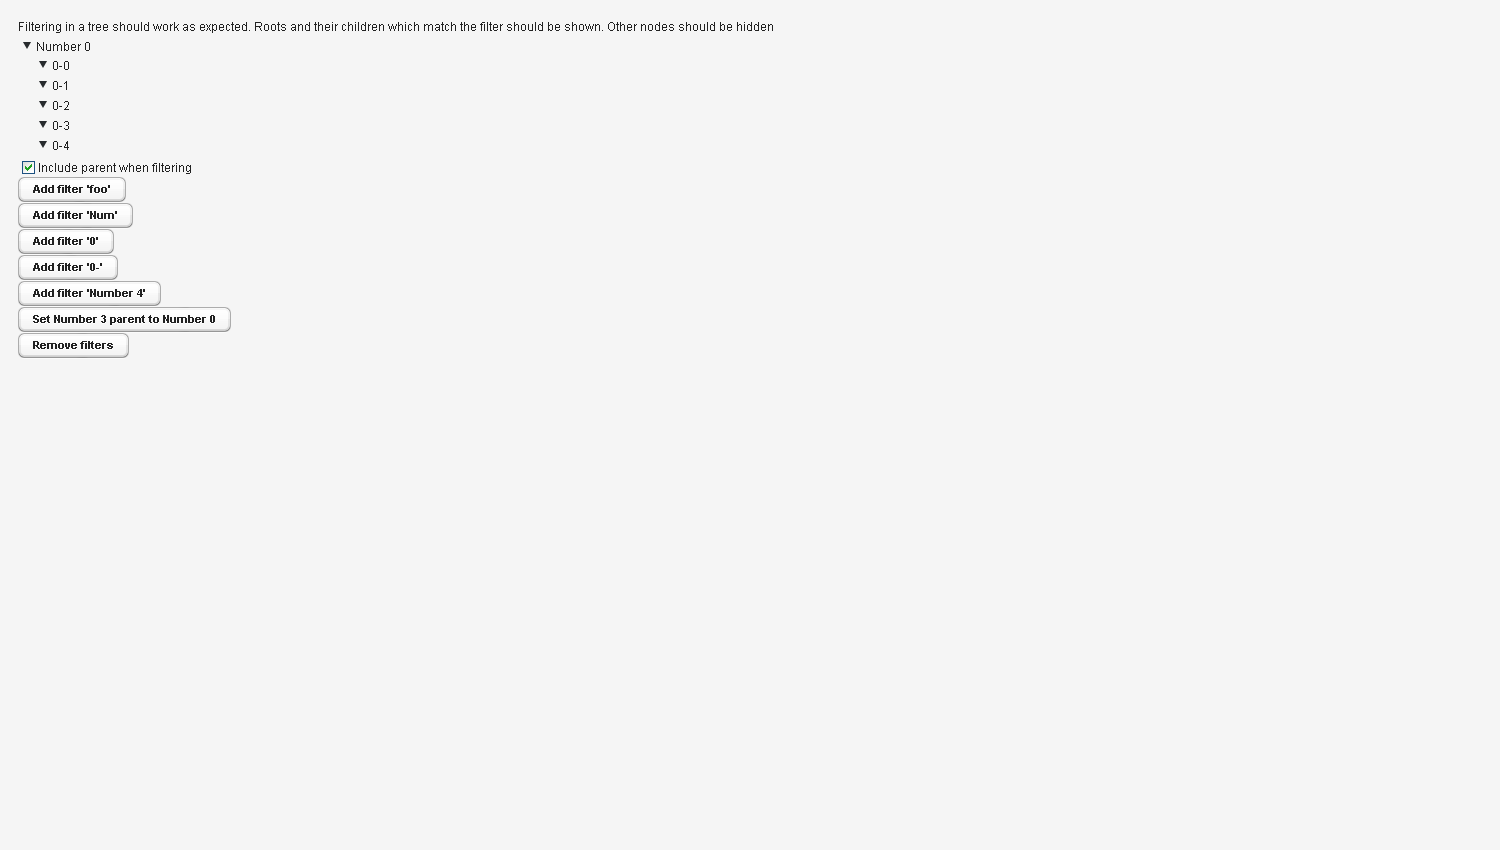 Filtering in a tree should work as expected. Roots and their children which match the filter should be shown. Other nodes should be hidden
Number 0
0-0
0-1
0-2
0-3
0-4
Include parent when filtering
Add filter 'foo'
Add filter 'Num'
Add filter '0'
Add filter '0-'
Add filter 'Number 4'
Set Number 3 parent to Number 0
Remove filters